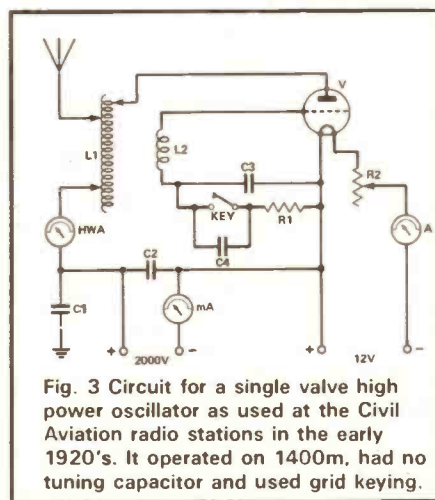 V
L1
L2
C3
R2
KEY
R1
HWA
A
C4
C2
C1
mA
+ 2000V −
+ 12V −
Fig. 3 Circuit for a single valve high
power oscillator as used at the Civil
Aviation radio stations in the early
1920's. It operated on 1400m, had no
tuning capacitor and used grid keying.